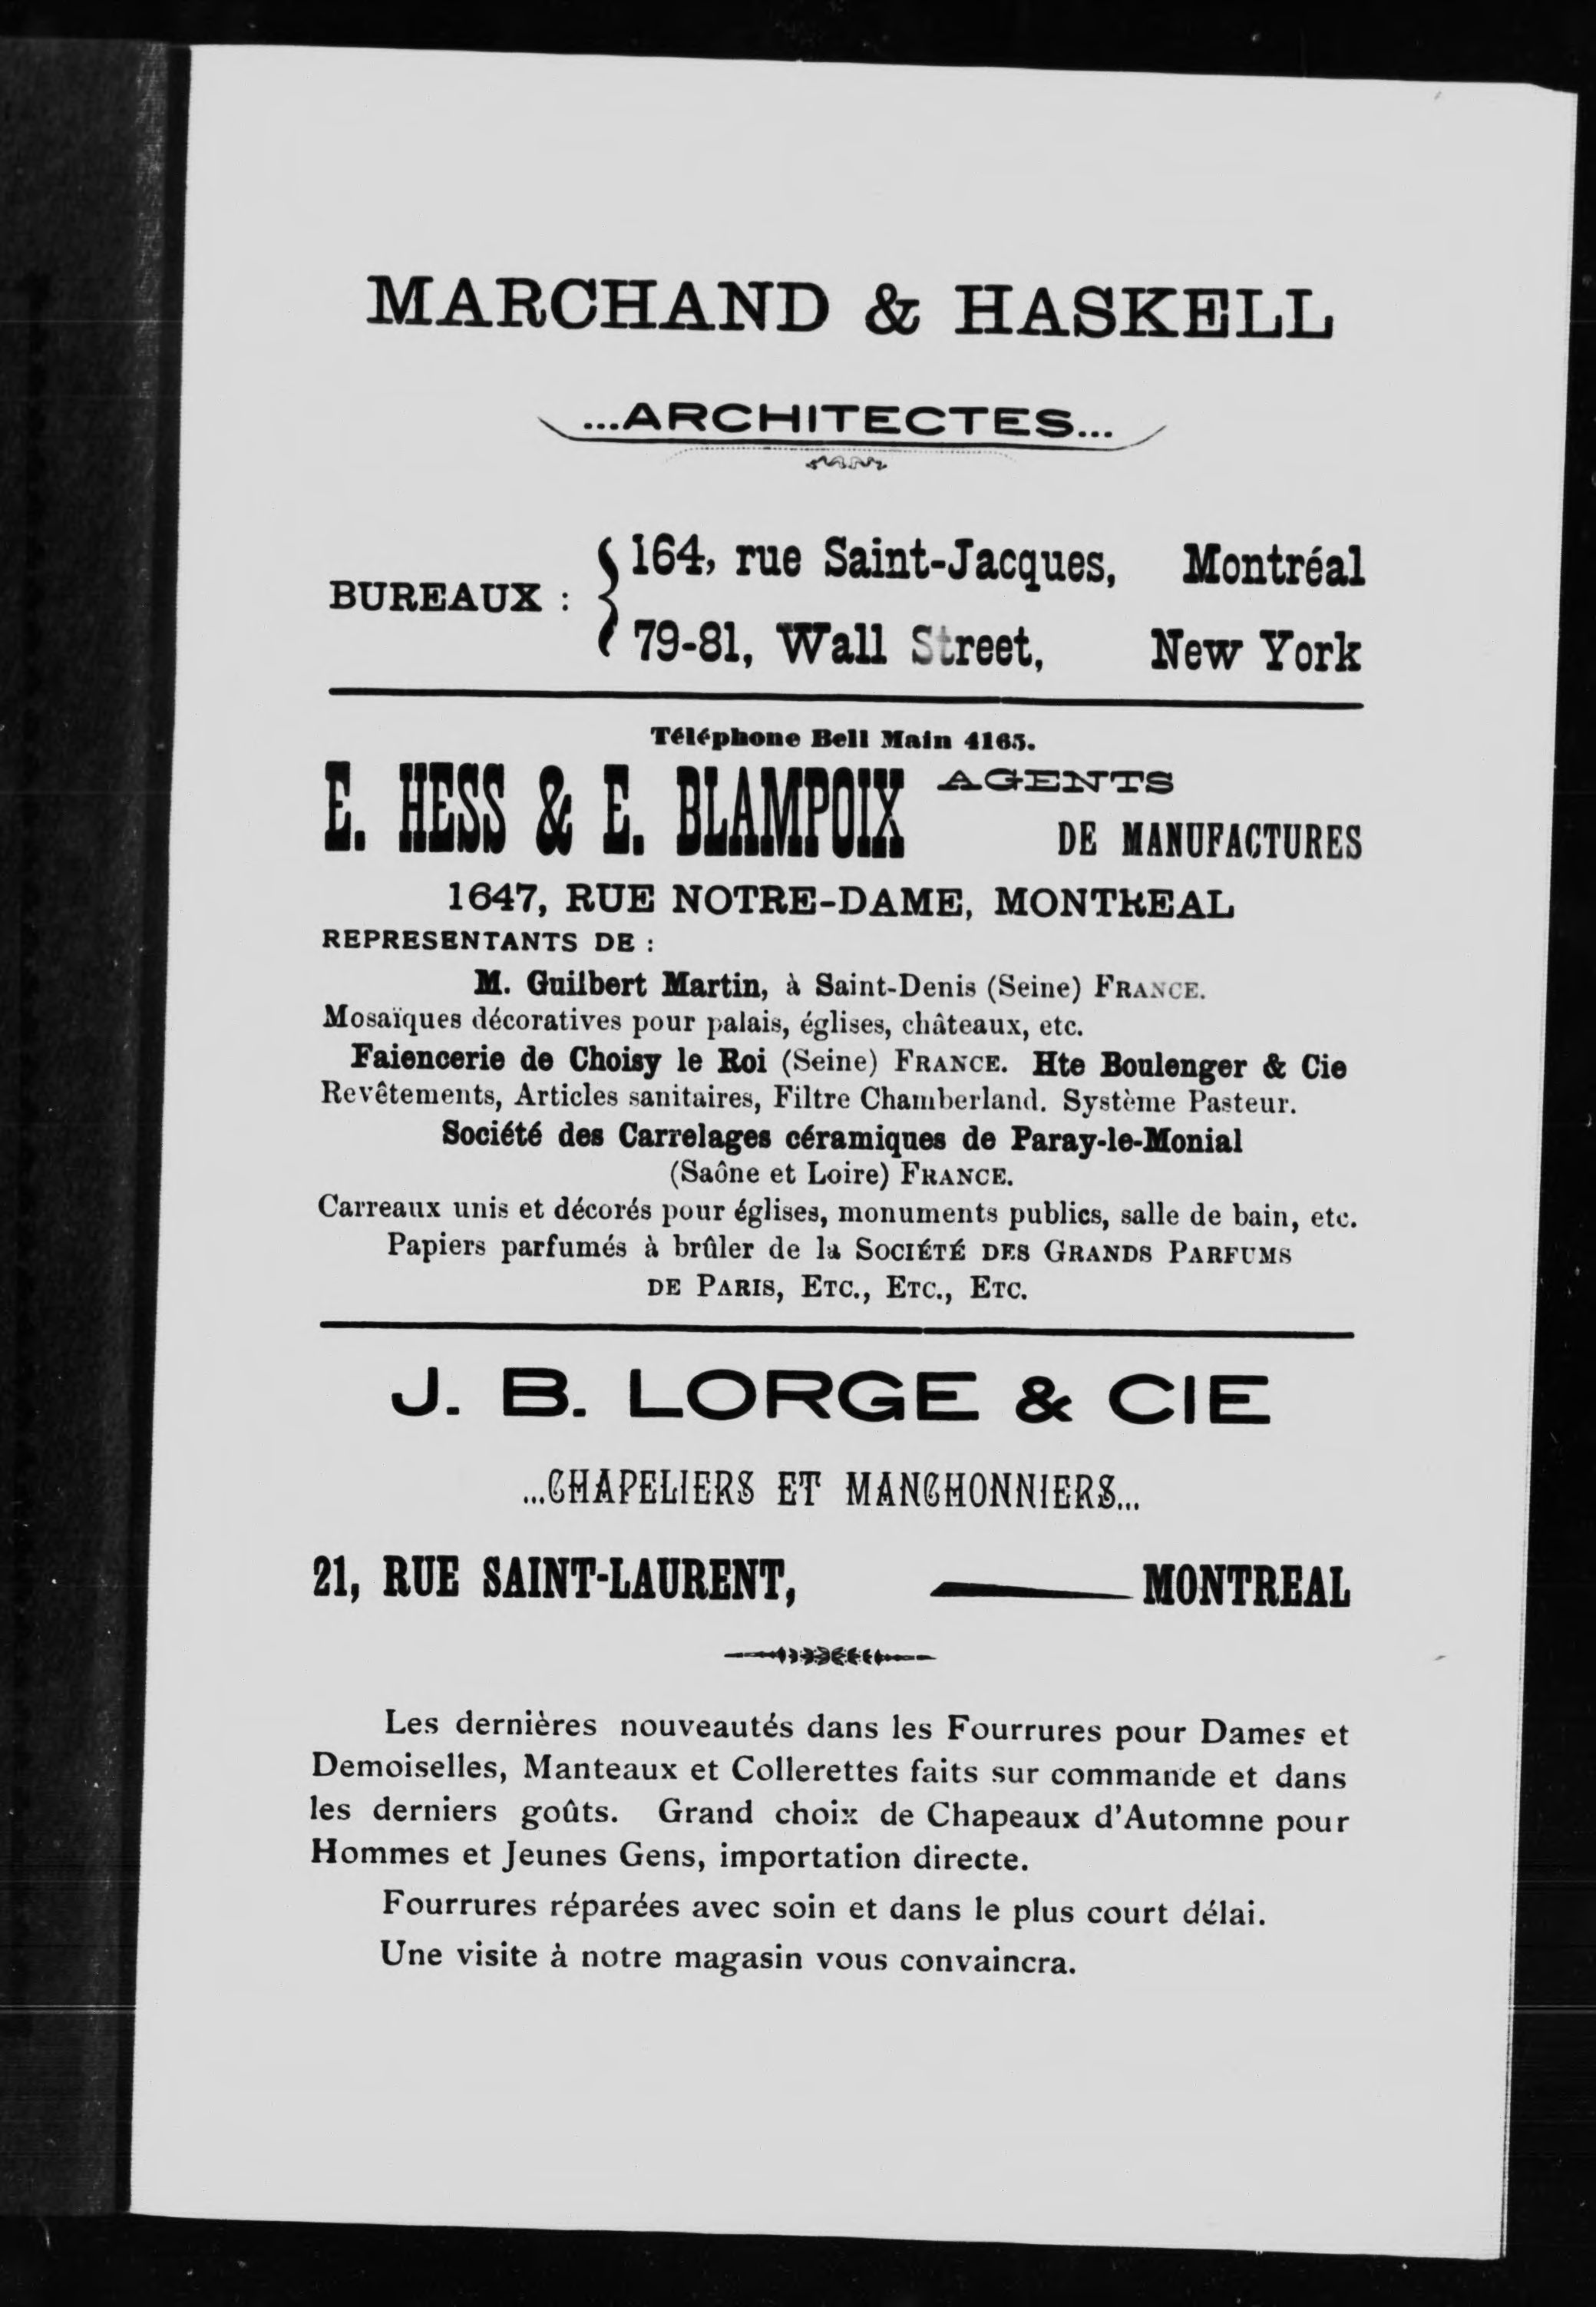 MARCHAND & HASKELL
...ARCHITECTES...
BUREAUX : { 164, rue Saint-Jacques, Montréal
79-81, Wall Street, New York
Téléphone Bell Main 4165.
E. HESS & E. BLAMPOIX AGENTS
DE MANUFACTURES
1647, RUE NOTRE-DAME, MONTREAL
REPRESENTANTS DE :
M. Guilbert Martin, à Saint-Denis (Seine) FRANCE.
Mosaïques décoratives pour palais, églises, châteaux, etc.
Faiencerie de Choisy le Roi (Seine) FRANCE. Hte Boulenger & Cie
Revêtements, Articles sanitaires, Filtre Chamberland. Système Pasteur.
Société des Carrelages céramiques de Paray-le-Monial
(Saône et Loire) FRANCE.
Carreaux unis et décorés pour églises, monuments publics, salle de bain, etc.
Papiers parfumés à brûler de la SOCIÉTÉ DES GRANDS PARFUMS
DE PARIS, ETC., ETC., ETC.
J. B. LORGE & CIE
...CHAPELIERS ET MANCHONNIERS...
21, RUE SAINT-LAURENT, MONTREAL
Les dernières nouveautés dans les Fourrures pour Dames et
Demoiselles, Manteaux et Collerettes faits sur commande et dans
les derniers goûts. Grand choix de Chapeaux d'Automne pour
Hommes et Jeunes Gens, importation directe.
Fourrures réparées avec soin et dans le plus court délai.
Une visite à notre magasin vous convaincra.